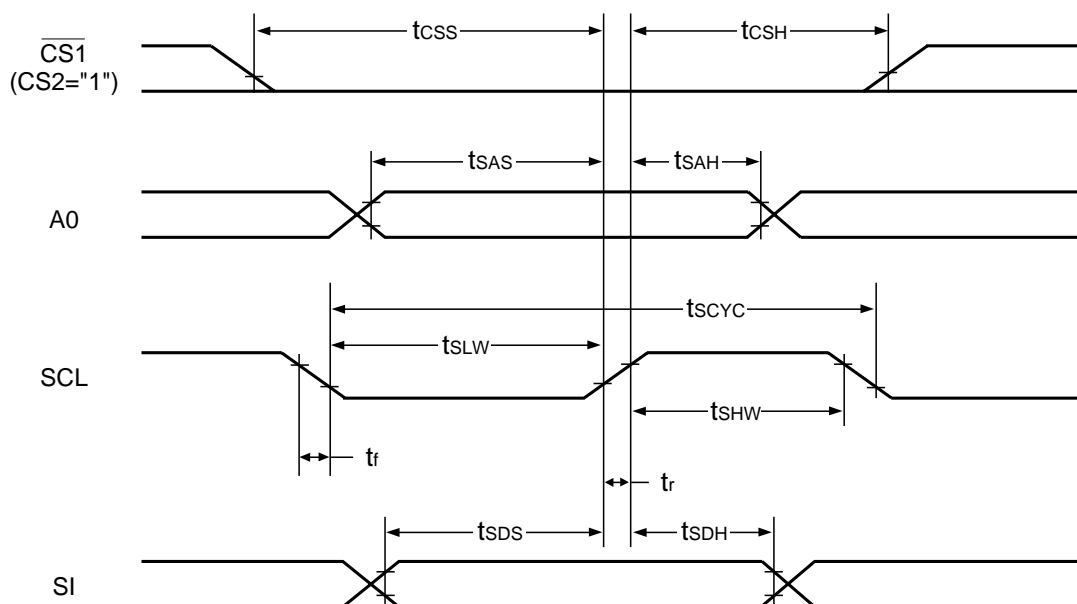 tCSS
tCSH
CS1
(CS2="1")
tSAS
tSAH
A0
tSCYC
tSLW
SCL
tSHW
tf
tr
tSDS
tSDH
SI